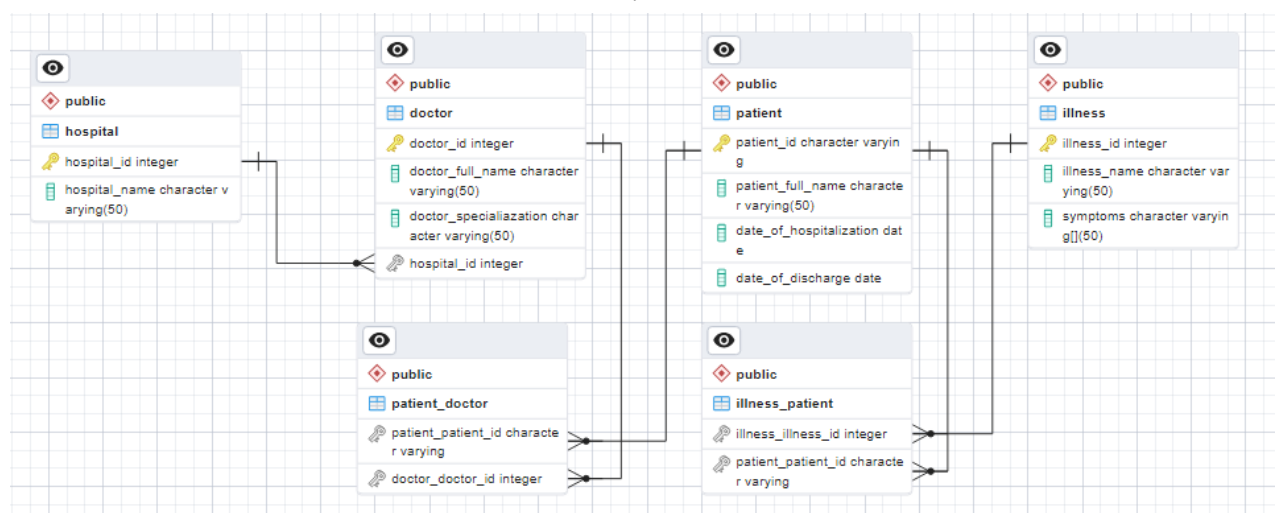 public
hospital
hospital_id integer
hospital_name character v
arying(50)
public
doctor
doctor_id integer
doctor_full_name character
varying(50)
doctor_specialiazation char
acter varying(50)
hospital_id integer
public
patient
patient_id character varyin
g
patient_full_name characte
r varying(50)
date_of_hospitalization dat
e
date_of_discharge date
public
illness
illness_id integer
illness_name character var
ying(50)
symptoms character varyin
g[](50)
public
patient_doctor
patient_patient_id characte
r varying
doctor_doctor_id integer
public
illness_patient
illness_illness_id integer
patient_patient_id characte
r varying